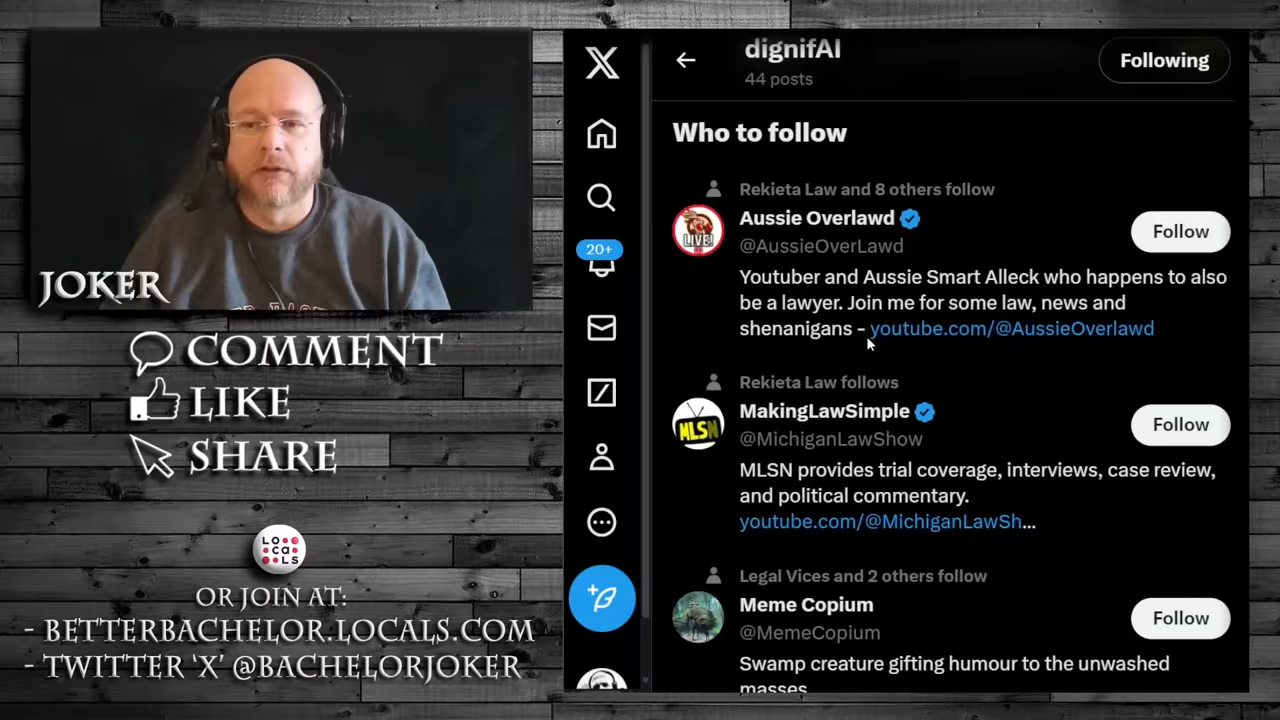 JOKER
COMMENT
LIKE
SHARE
LOCALS
OR JOIN AT:
- BETTERBACHELOR.LOCALS.COM
- TWITTER 'X' @BACHELORJOKER
20+
dignifAI
44 posts
Following
Who to follow
Rekieta Law and 8 others follow
LIVE!
Aussie Overlawd
@AussieOverLawd
Follow
Youtuber and Aussie Smart Alleck who happens to also
be a lawyer. Join me for some law, news and
shenanigans - youtube.com/@AussieOverlawd
Rekieta Law follows
MLSN
MakingLawSimple
@MichiganLawShow
Follow
MLSN provides trial coverage, interviews, case review,
and political commentary.
youtube.com/@MichiganLawSh...
Legal Vices and 2 others follow
Meme Copium
@MemeCopium
Follow
Swamp creature gifting humour to the unwashed
masses